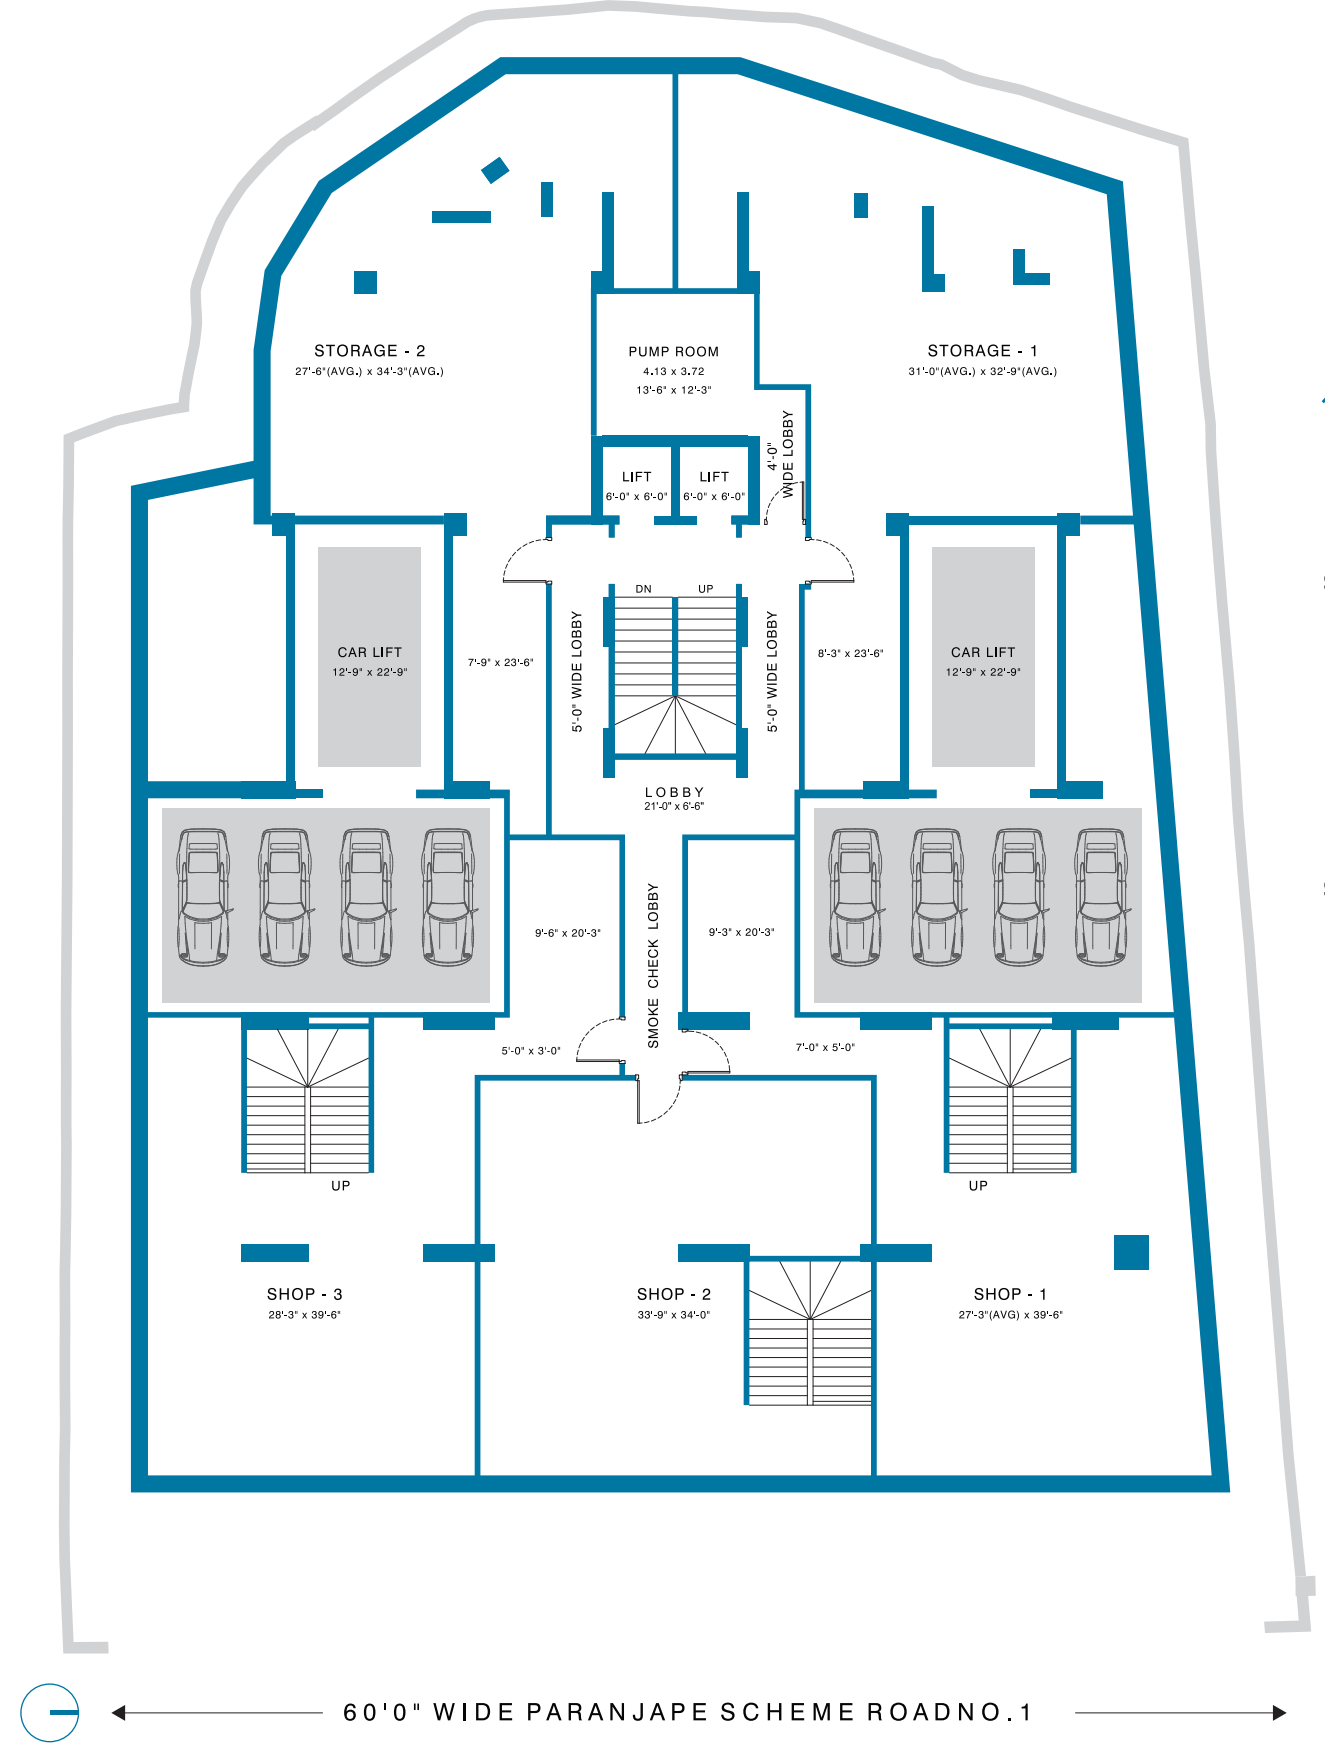 STORAGE - 2
27'-6"(AVG.) x 34'-3"(AVG.)
PUMP ROOM
4.13 x 3.72
13'-6" x 12'-3"
STORAGE - 1
31'-0"(AVG.) x 32'-9"(AVG.)
4'-0"
WIDE LOBBY
LIFT
6'-0" x 6'-0"
LIFT
6'-0" x 6'-0"
DN
UP
CAR LIFT
12'-9" x 22'-9"
7'-9" x 23'-6"
5'-0" WIDE LOBBY
5'-0" WIDE LOBBY
8'-3" x 23'-6"
CAR LIFT
12'-9" x 22'-9"
LOBBY
21'-0" x 6'-6"
9'-6" x 20'-3"
SMOKE CHECK LOBBY
9'-3" x 20'-3"
5'-0" x 3'-0"
7'-0" x 5'-0"
UP
UP
SHOP - 3
28'-3" x 39'-6"
SHOP - 2
33'-9" x 34'-0"
SHOP - 1
27'-3"(AVG) x 39'-6"
60'0" WIDE PARANJAPE SCHEME ROADNO.1